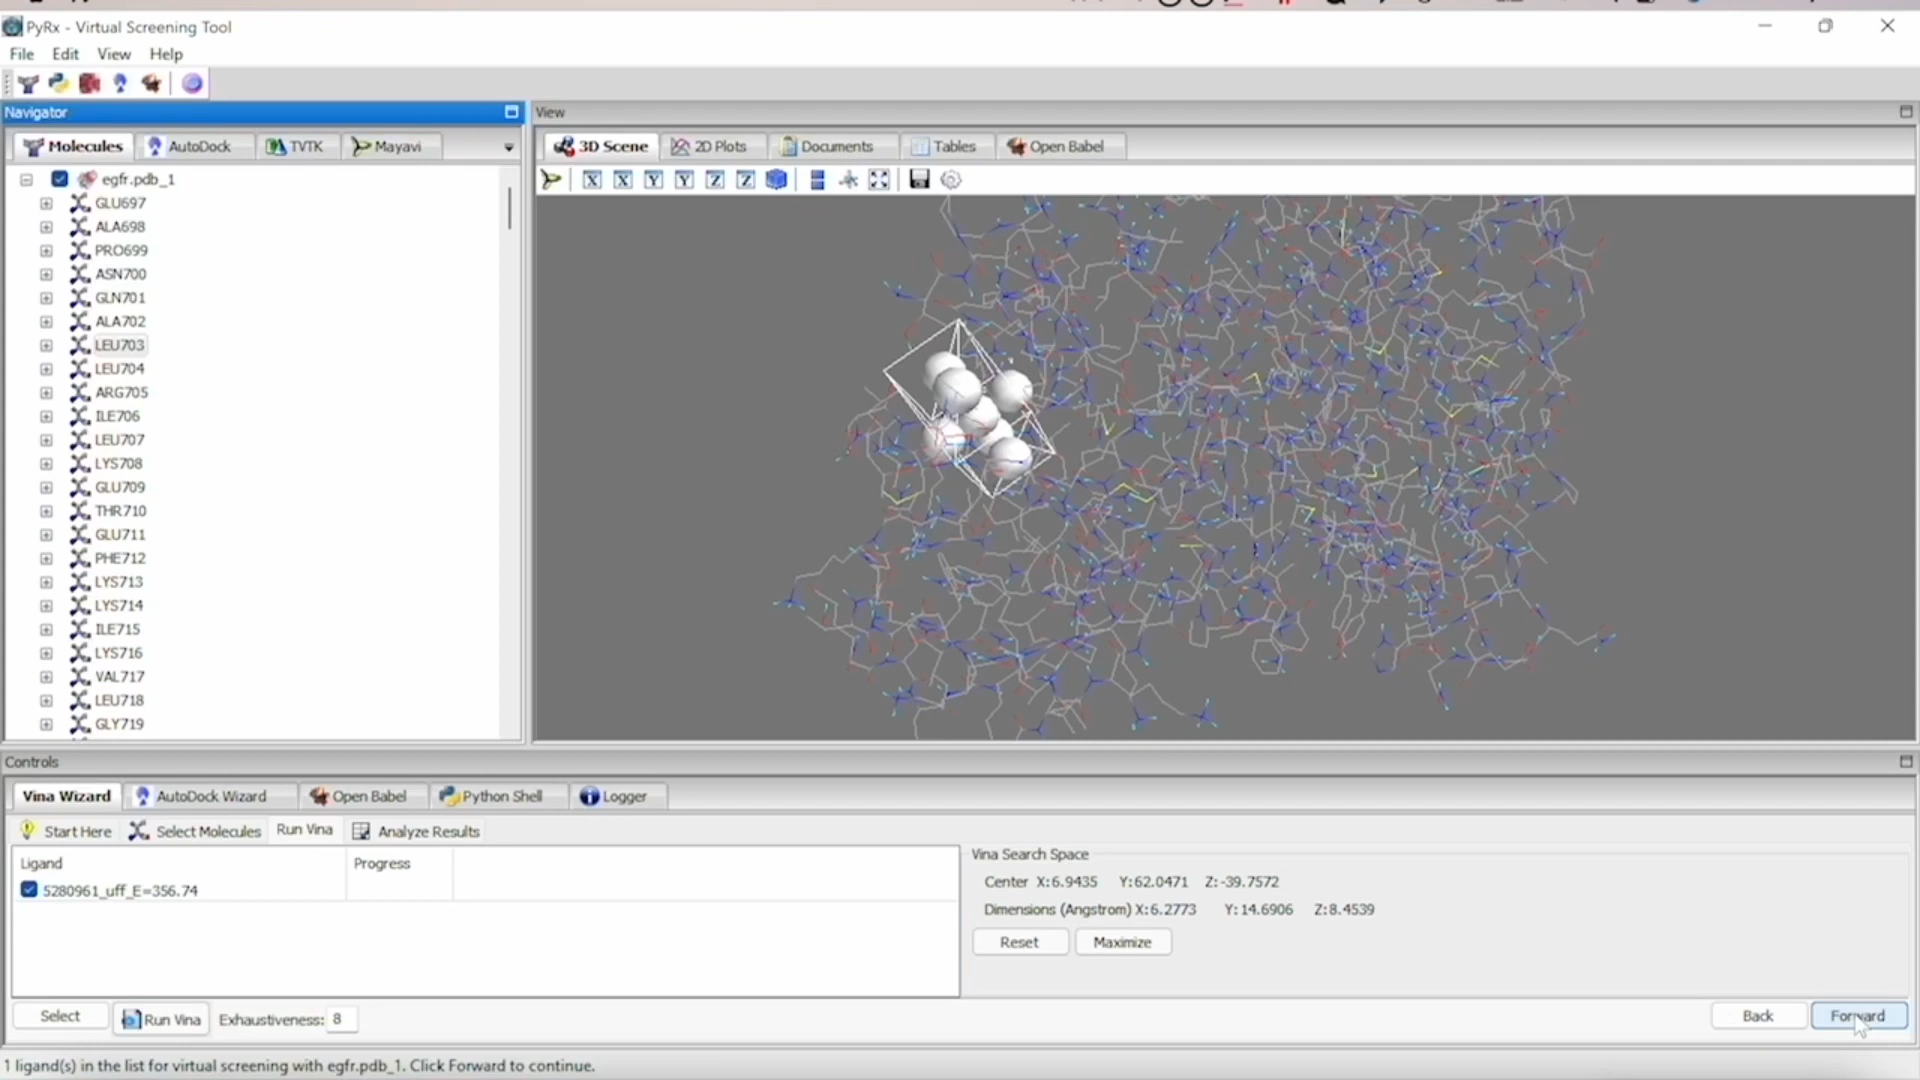 PyRx - Virtual Screening Tool
File Edit View Help
Navigator
View
Molecules AutoDock TVTK Mayavi
3D Scene 2D Plots Documents Tables Open Babel
X X Y Y Z Z
egfr.pdb_1
GLU697
ALA698
PRO699
ASN700
GLN701
ALA702
LEU703
LEU704
ARG705
ILE706
LEU707
LYS708
GLU709
THR710
GLU711
PHE712
LYS713
LYS714
ILE715
LYS716
VAL717
LEU718
GLY719
Controls
Vina Wizard AutoDock Wizard Open Babel Python Shell Logger
Start Here Select Molecules Run Vina Analyze Results
Ligand Progress
5280961_uff_E=356.74
Vina Search Space
Center X:6.9435 Y:62.0471 Z:-39.7572
Dimensions (Angstrom) X:6.2773 Y:14.6906 Z:8.4539
Reset Maximize
Select Run Vina Exhaustiveness: 8
Back Forward
1 ligand(s) in the list for virtual screening with egfr.pdb_1. Click Forward to continue.